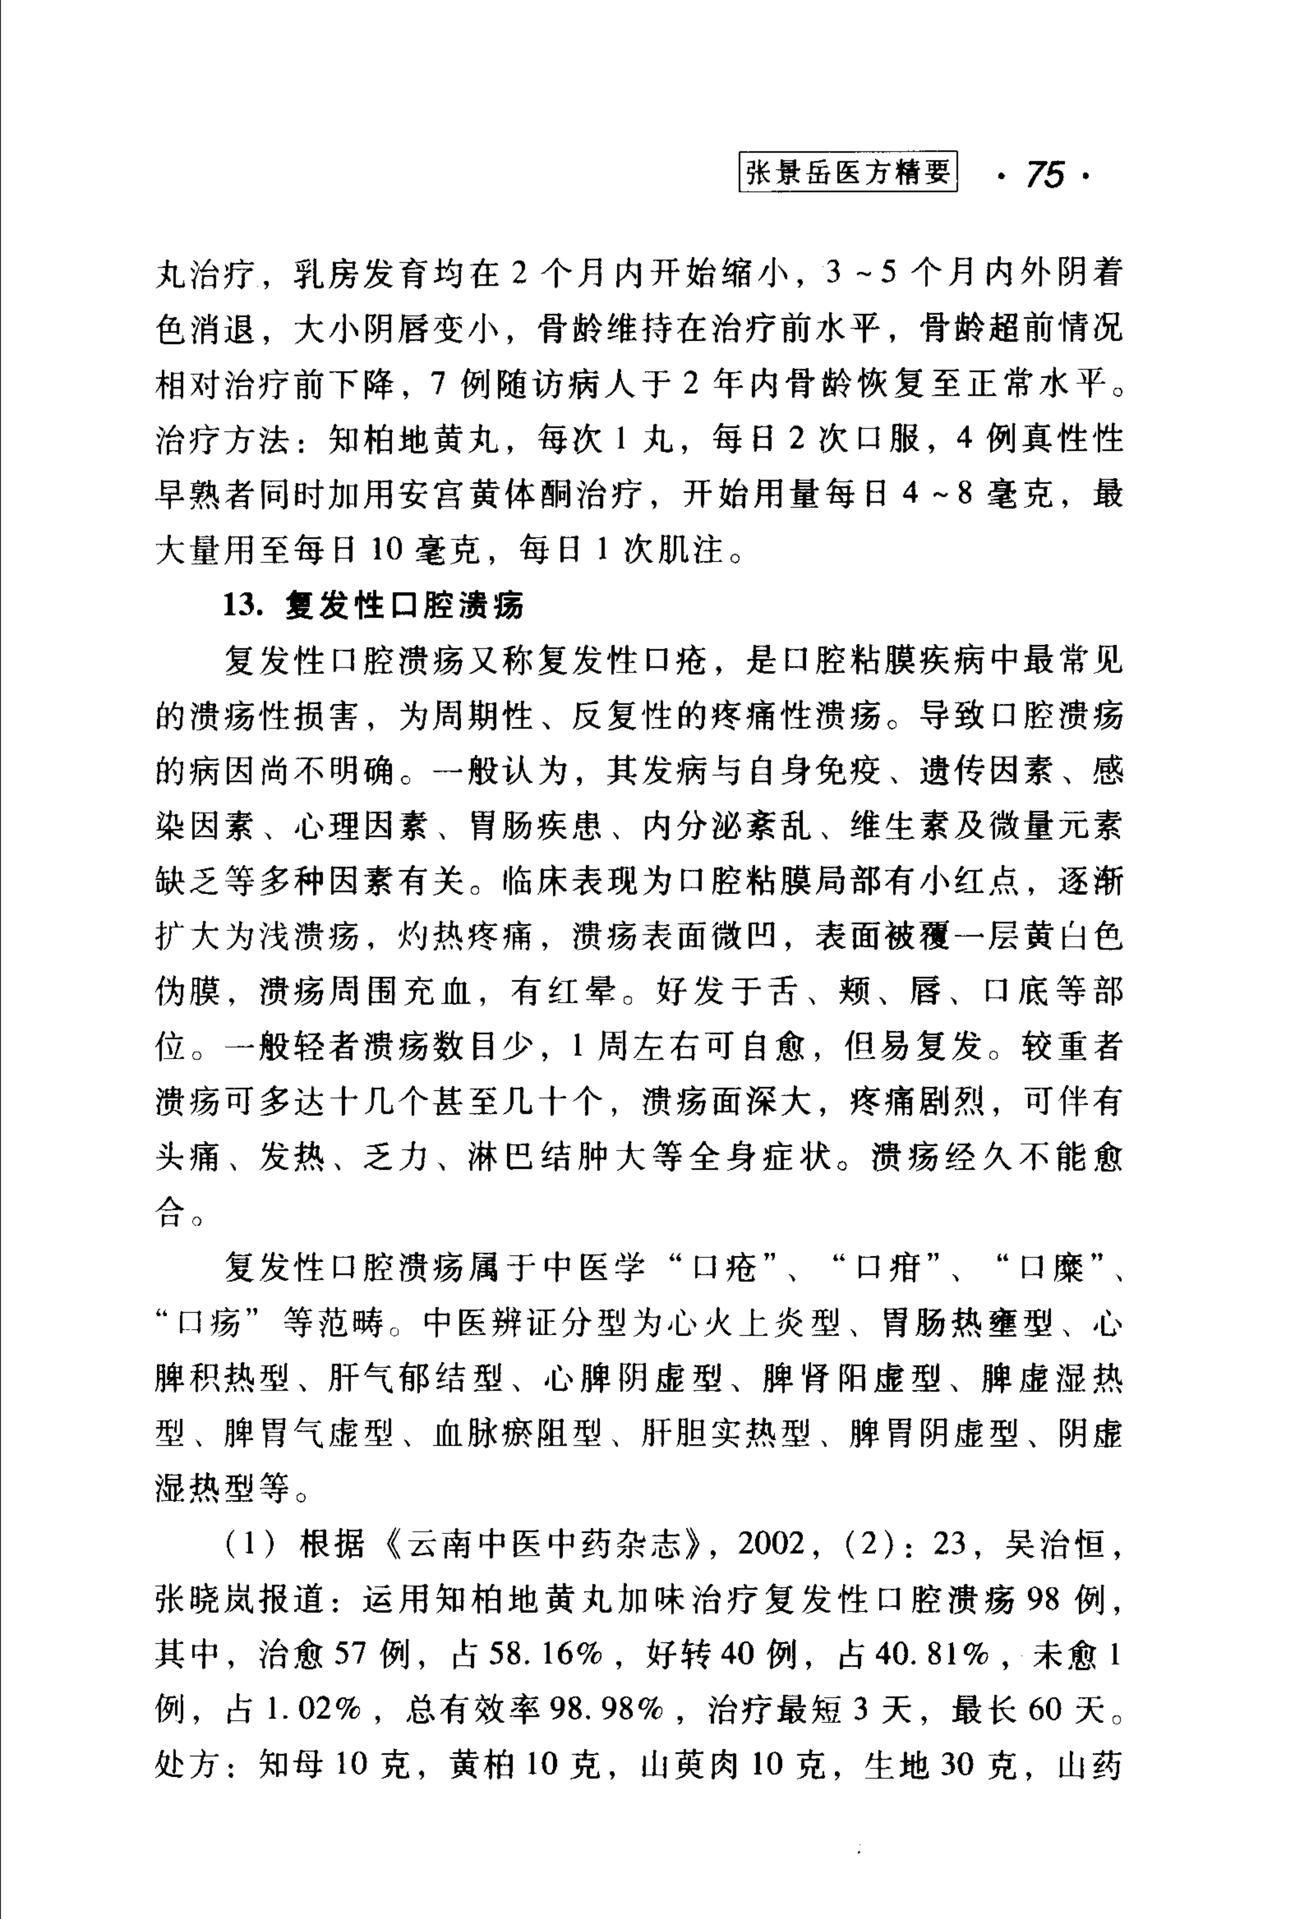 张景岳医方精要 · 75 ·
丸治疗，乳房发育均在2个月内开始缩小，3～5个月内外阴着
色消退，大小阴唇变小，骨龄维持在治疗前水平，骨龄超前情况
相对治疗前下降，7例随访病人于2年内骨龄恢复至正常水平。
治疗方法：知柏地黄丸，每次1丸，每日2次口服，4例真性性
早熟者同时加用安宫黄体酮治疗，开始用量每日4～8毫克，最
大量用至每日10毫克，每日1次肌注。
13. 复发性口腔溃疡
复发性口腔溃疡又称复发性口疮，是口腔粘膜疾病中最常见
的溃疡性损害，为周期性、反复性的疼痛性溃疡。导致口腔溃疡
的病因尚不明确。一般认为，其发病与自身免疫、遗传因素、感
染因素、心理因素、胃肠疾患、内分泌紊乱、维生素及微量元素
缺乏等多种因素有关。临床表现为口腔粘膜局部有小红点，逐渐
扩大为浅溃疡，灼热疼痛，溃疡表面微凹，表面被覆一层黄白色
伪膜，溃疡周围充血，有红晕。好发于舌、颊、唇、口底等部
位。一般轻者溃疡数目少，1周左右可自愈，但易复发。较重者
溃疡可多达十几个甚至几十个，溃疡面深大，疼痛剧烈，可伴有
头痛、发热、乏力、淋巴结肿大等全身症状。溃疡经久不能愈
合。
复发性口腔溃疡属于中医学“口疮”、“口疳”、“口糜”、
“口疡”等范畴。中医辨证分型为心火上炎型、胃肠热壅型、心
脾积热型、肝气郁结型、心脾阴虚型、脾肾阳虚型、脾虚湿热
型、脾胃气虚型、血脉瘀阻型、肝胆实热型、脾胃阴虚型、阴虚
湿热型等。
（1）根据《云南中医中药杂志》，2002，（2）：23，吴治恒，
张晓岚报道：运用知柏地黄丸加味治疗复发性口腔溃疡98例，
其中，治愈57例，占58.16%，好转40例，占40.81%，未愈1
例，占1.02%，总有效率98.98%，治疗最短3天，最长60天。
处方：知母10克，黄柏10克，山萸肉10克，生地30克，山药